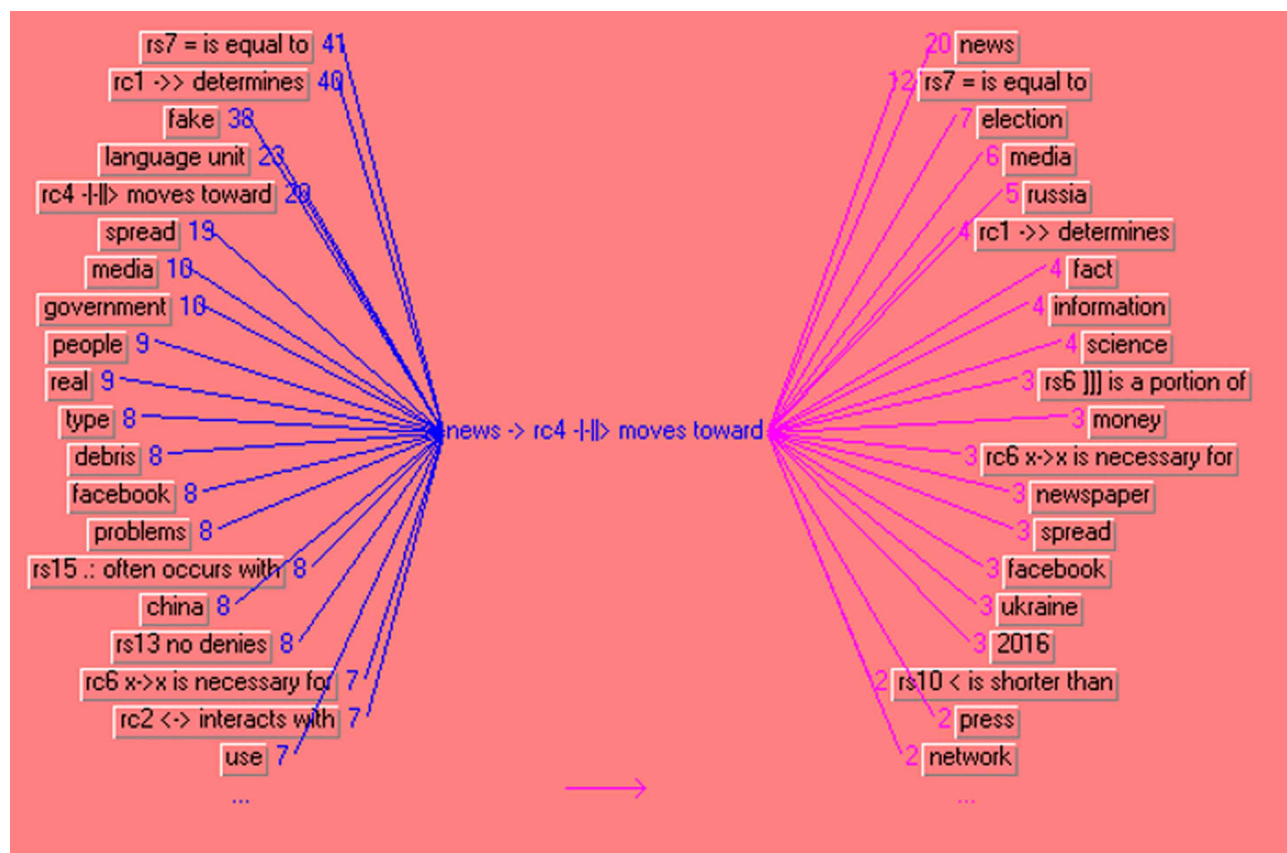 rs7 = is equal to 41
rc1 ->> determines 40
fake 38
language unit 23
rc4 -|-||> moves toward
spread 19
media 10
government 10
people 9
real 9
type 8
debris 8
facebook 8
problems 8
rs15 .: often occurs with 8
china 8
rs13 no denies 8
rc6 x->x is necessary for 7
rc2 <-> interacts with 7
use 7
...
news -> rc4 -|-||> moves toward
20 news
12 rs7 = is equal to
7 election
6 media
5 russia
4 rc1 ->> determines
4 fact
4 information
4 science
3 rs6 ]]] is a portion of
3 money
3 rc6 x->x is necessary for
3 newspaper
3 spread
3 facebook
3 ukraine
3 2016
2 rs10 < is shorter than
2 press
2 network
...